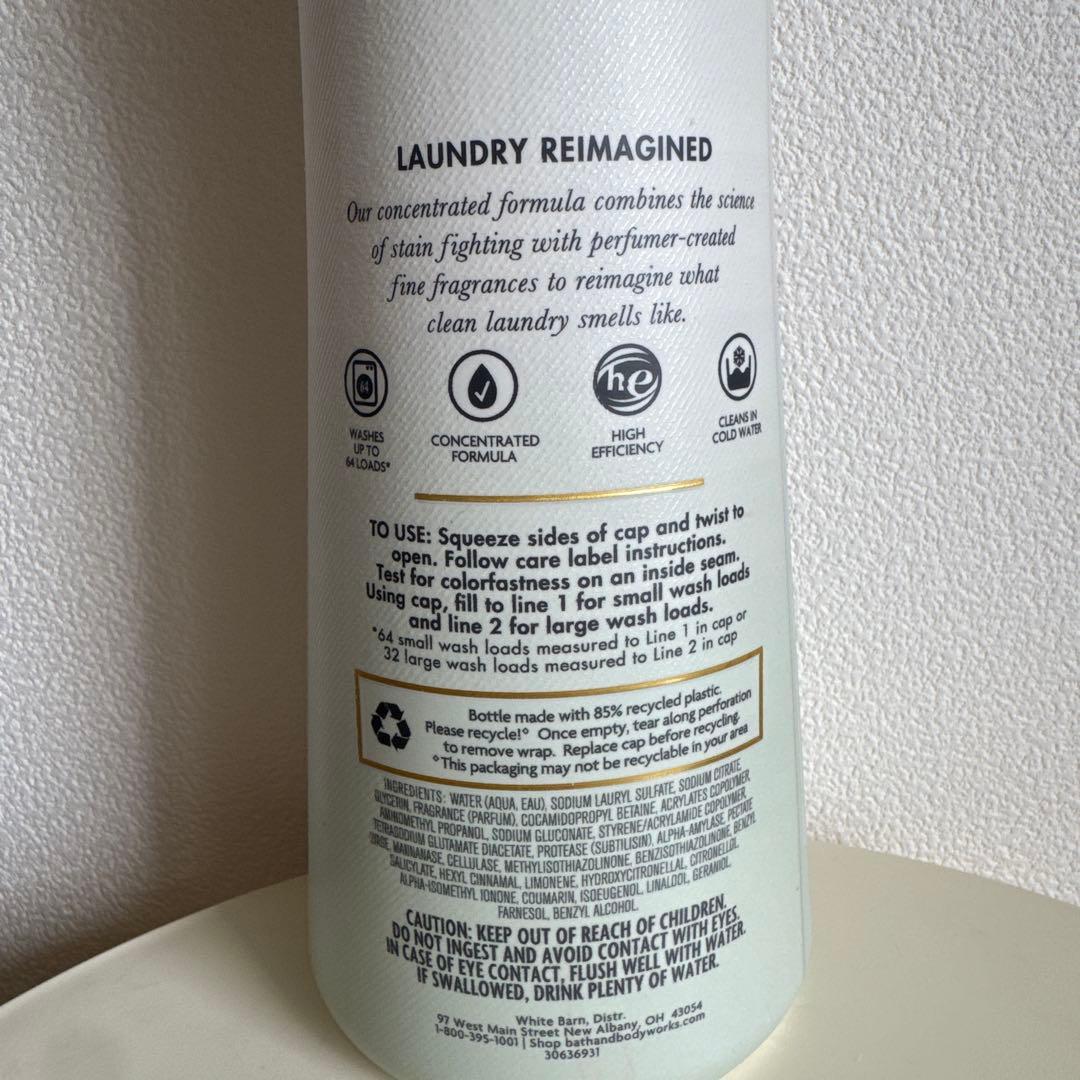 LAUNDRY REIMAGINED
Our concentrated formula combines the science
of stain fighting with perfumer-created
fine fragrances to reimagine what
clean laundry smells like.
64
he
WASHES
UP TO
64 LOADS*
CONCENTRATED
FORMULA
HIGH
EFFICIENCY
CLEANS IN
COLD WATER
TO USE: Squeeze sides of cap and twist to
open. Follow care label instructions.
Test for colorfastness on an inside seam.
Using cap, fill to line 1 for small wash loads
and line 2 for large wash loads.
*64 small wash loads measured to Line 1 in cap or
32 large wash loads measured to Line 2 in cap
Bottle made with 85% recycled plastic.
Please recycle!° Once empty, tear along perforation
to remove wrap. Replace cap before recycling.
°This packaging may not be recyclable in your area
INGREDIENTS: WATER (AQUA, EAU), SODIUM LAURYL SULFATE, SODIUM CITRATE,
GLYCERIN, FRAGRANCE (PARFUM), COCAMIDOPROPYL BETAINE, ACRYLATES COPOLYMER,
AMINOMETHYL PROPANOL, SODIUM GLUCONATE, STYRENE/ACRYLAMIDE COPOLYMER,
TETRASODIUM GLUTAMATE DIACETATE, PROTEASE (SUBTILISIN), ALPHA-AMYLASE, PECTATE
LYASE, MANNANASE, CELLULASE, METHYLISOTHIAZOLINONE, BENZISOTHIAZOLINONE, BENZYL
SALICYLATE, HEXYL CINNAMAL, LIMONENE, HYDROXYCITRONELLAL, CITRONELLOL,
ALPHA-ISOMETHYL IONONE, COUMARIN, ISOEUGENOL, LINALOOL, GERANIOL,
FARNESOL, BENZYL ALCOHOL.
CAUTION: KEEP OUT OF REACH OF CHILDREN.
DO NOT INGEST AND AVOID CONTACT WITH EYES.
IN CASE OF EYE CONTACT, FLUSH WELL WITH WATER.
IF SWALLOWED, DRINK PLENTY OF WATER.
White Barn, Distr.
97 West Main Street New Albany, OH 43054
1-800-395-1001 | Shop bathandbodyworks.com
30636931